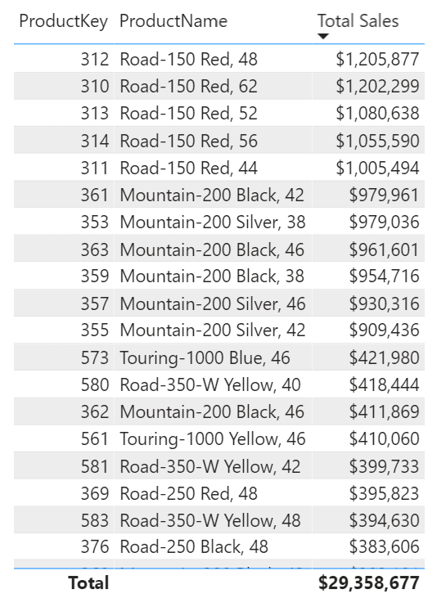 ProductKey ProductName Total Sales
312 Road-150 Red, 48 $1,205,877
310 Road-150 Red, 62 $1,202,299
313 Road-150 Red, 52 $1,080,638
314 Road-150 Red, 56 $1,055,590
311 Road-150 Red, 44 $1,005,494
361 Mountain-200 Black, 42 $979,961
353 Mountain-200 Silver, 38 $979,036
363 Mountain-200 Black, 46 $961,601
359 Mountain-200 Black, 38 $954,716
357 Mountain-200 Silver, 46 $930,316
355 Mountain-200 Silver, 42 $909,436
573 Touring-1000 Blue, 46 $421,980
580 Road-350-W Yellow, 40 $418,444
362 Mountain-200 Black, 46 $411,869
561 Touring-1000 Yellow, 46 $410,060
581 Road-350-W Yellow, 42 $399,733
369 Road-250 Red, 48 $395,823
583 Road-350-W Yellow, 48 $394,630
376 Road-250 Black, 48 $383,606
Total $29,358,677